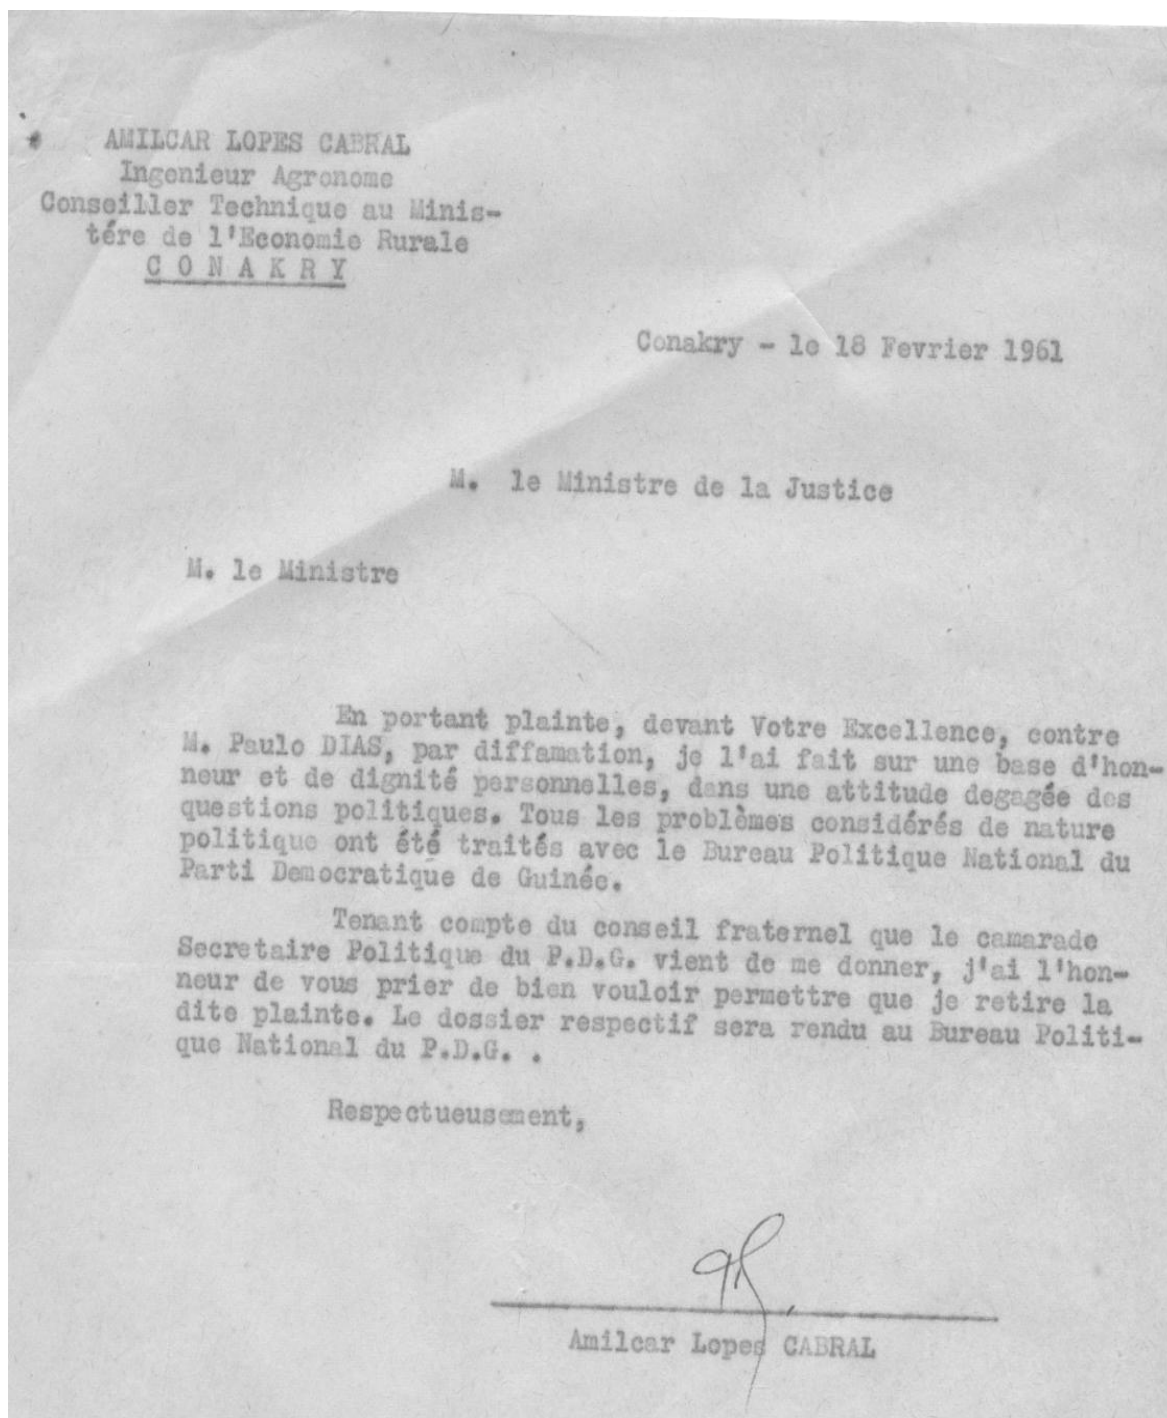 AMILCAR LOPES CABRAL
Ingenieur Agronome
Conseiller Technique au Minis-
tére de l'Economie Rurale
C O N A K R Y
Conakry - le 18 Fevrier 1961
M. le Ministre de la Justice
M. le Ministre
En portant plainte, devant Votre Excellence, contre
M. Paulo DIAS, par diffamation, je l'ai fait sur une base d'hon-
neur et de dignité personnelles, dans une attitude degagée des
questions politiques. Tous les problèmes considérés de nature
politique ont été traités avec le Bureau Politique National du
Parti Democratique de Guinée.
Tenant compte du conseil fraternel que le camarade
Secretaire Politique du P.D.G. vient de me donner, j'ai l'hon-
neur de vous prier de bien vouloir permettre que je retire la
dite plainte. Le dossier respectif sera rendu au Bureau Politi-
que National du P.D.G. .
Respectueusement,
Amilcar Lopes CABRAL